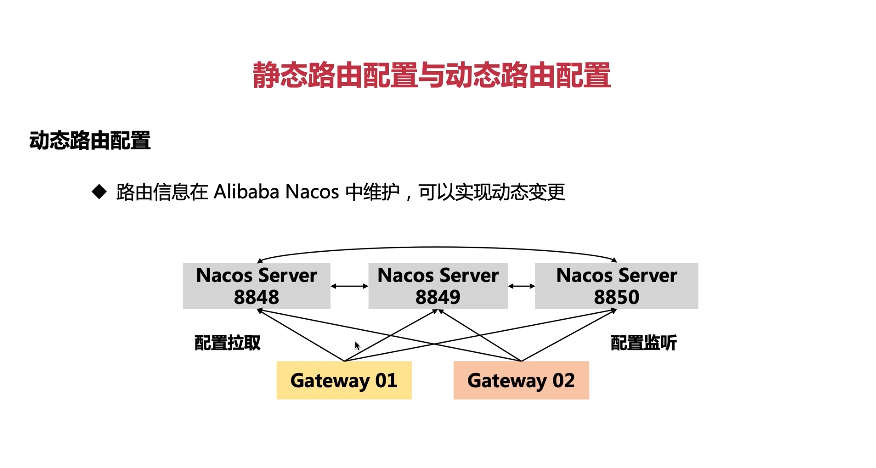 静态路由配置与动态路由配置
动态路由配置
◆ 路由信息在 Alibaba Nacos 中维护，可以实现动态变更
Nacos Server
8848
Nacos Server
8849
Nacos Server
8850
配置拉取
配置监听
Gateway 01
Gateway 02